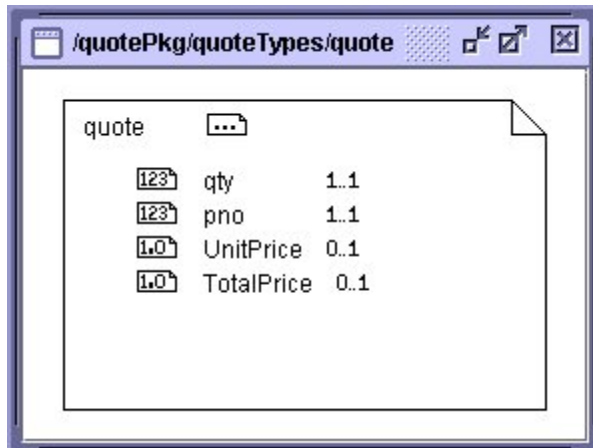 /quotePkg/quoteTypes/quote
quote ...
123 qty 1..1
123 pno 1..1
1.0 UnitPrice 0..1
1.0 TotalPrice 0..1